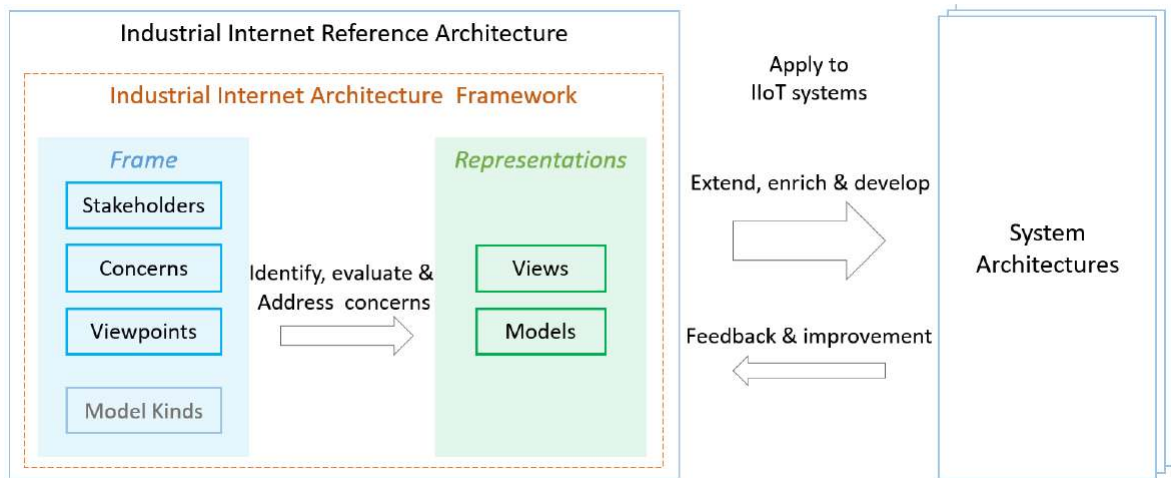 Industrial Internet Reference Architecture
Industrial Internet Architecture Framework
Frame
Stakeholders
Concerns
Viewpoints
Model Kinds
Identify, evaluate &
Address concerns
Representations
Views
Models
Apply to
IIoT systems
Extend, enrich & develop
Feedback & improvement
System
Architectures